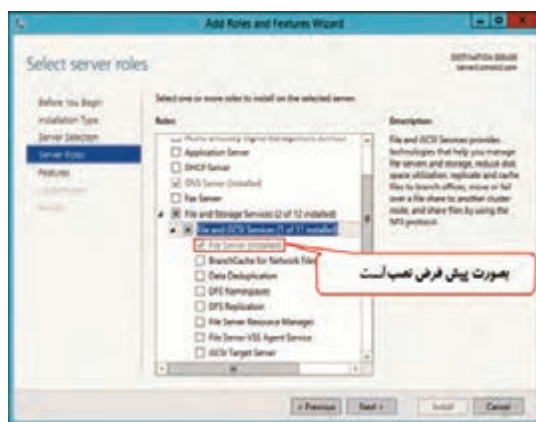 Add Roles and Features Wizard
Select server roles
DESTINATION SERVER
Before You Begin
Installation Type
Server Selection
Server Roles
Features
Select one or more roles to install on the selected server.
Roles
Application Server
DHCP Server
DNS Server (Installed)
Fax Server
File and Storage Services (2 of 12 installed)
File and iSCSI Services (1 of 11 installed)
File Server (Installed)
BranchCache for Network Files
Data Deduplication
DFS Namespaces
DFS Replication
File Server Resource Manager
File Server VSS Agent Service
iSCSI Target Server
Description
File and iSCSI Services provides
technologies that help you manage
file servers and storage, reduce disk
space utilization, replicate and cache
files to branch offices, move or fail
over a file share to another cluster
node, and share files by using the
NFS protocol.
بصورت پیش فرض نصب است
< Previous
Next >
Install
Cancel